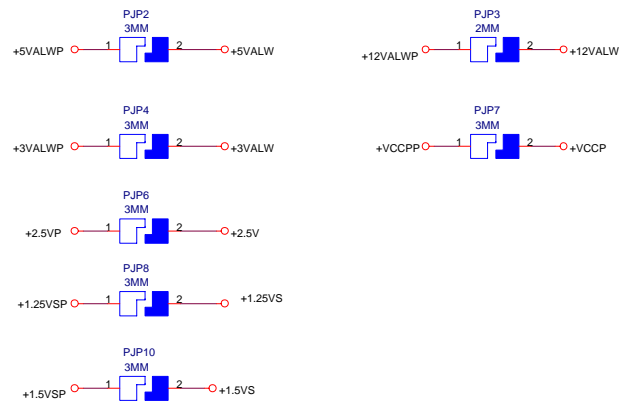 PJP2
3MM
+5VALWP 1 2 +5VALW
PJP3
2MM
+12VALWP 1 2 +12VALW
PJP4
3MM
+3VALWP 1 2 +3VALW
PJP7
3MM
+VCCPP 1 2 +VCCP
PJP6
3MM
+2.5VP 1 2 +2.5V
PJP8
3MM
+1.25VSP 1 2 +1.25VS
PJP10
3MM
+1.5VSP 1 2 +1.5VS